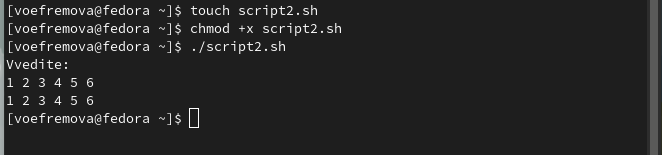 [voefremova@fedora ~]$ touch script2.sh
[voefremova@fedora ~]$ chmod +x script2.sh
[voefremova@fedora ~]$ ./script2.sh
Vvedite:
1 2 3 4 5 6
1 2 3 4 5 6
[voefremova@fedora ~]$